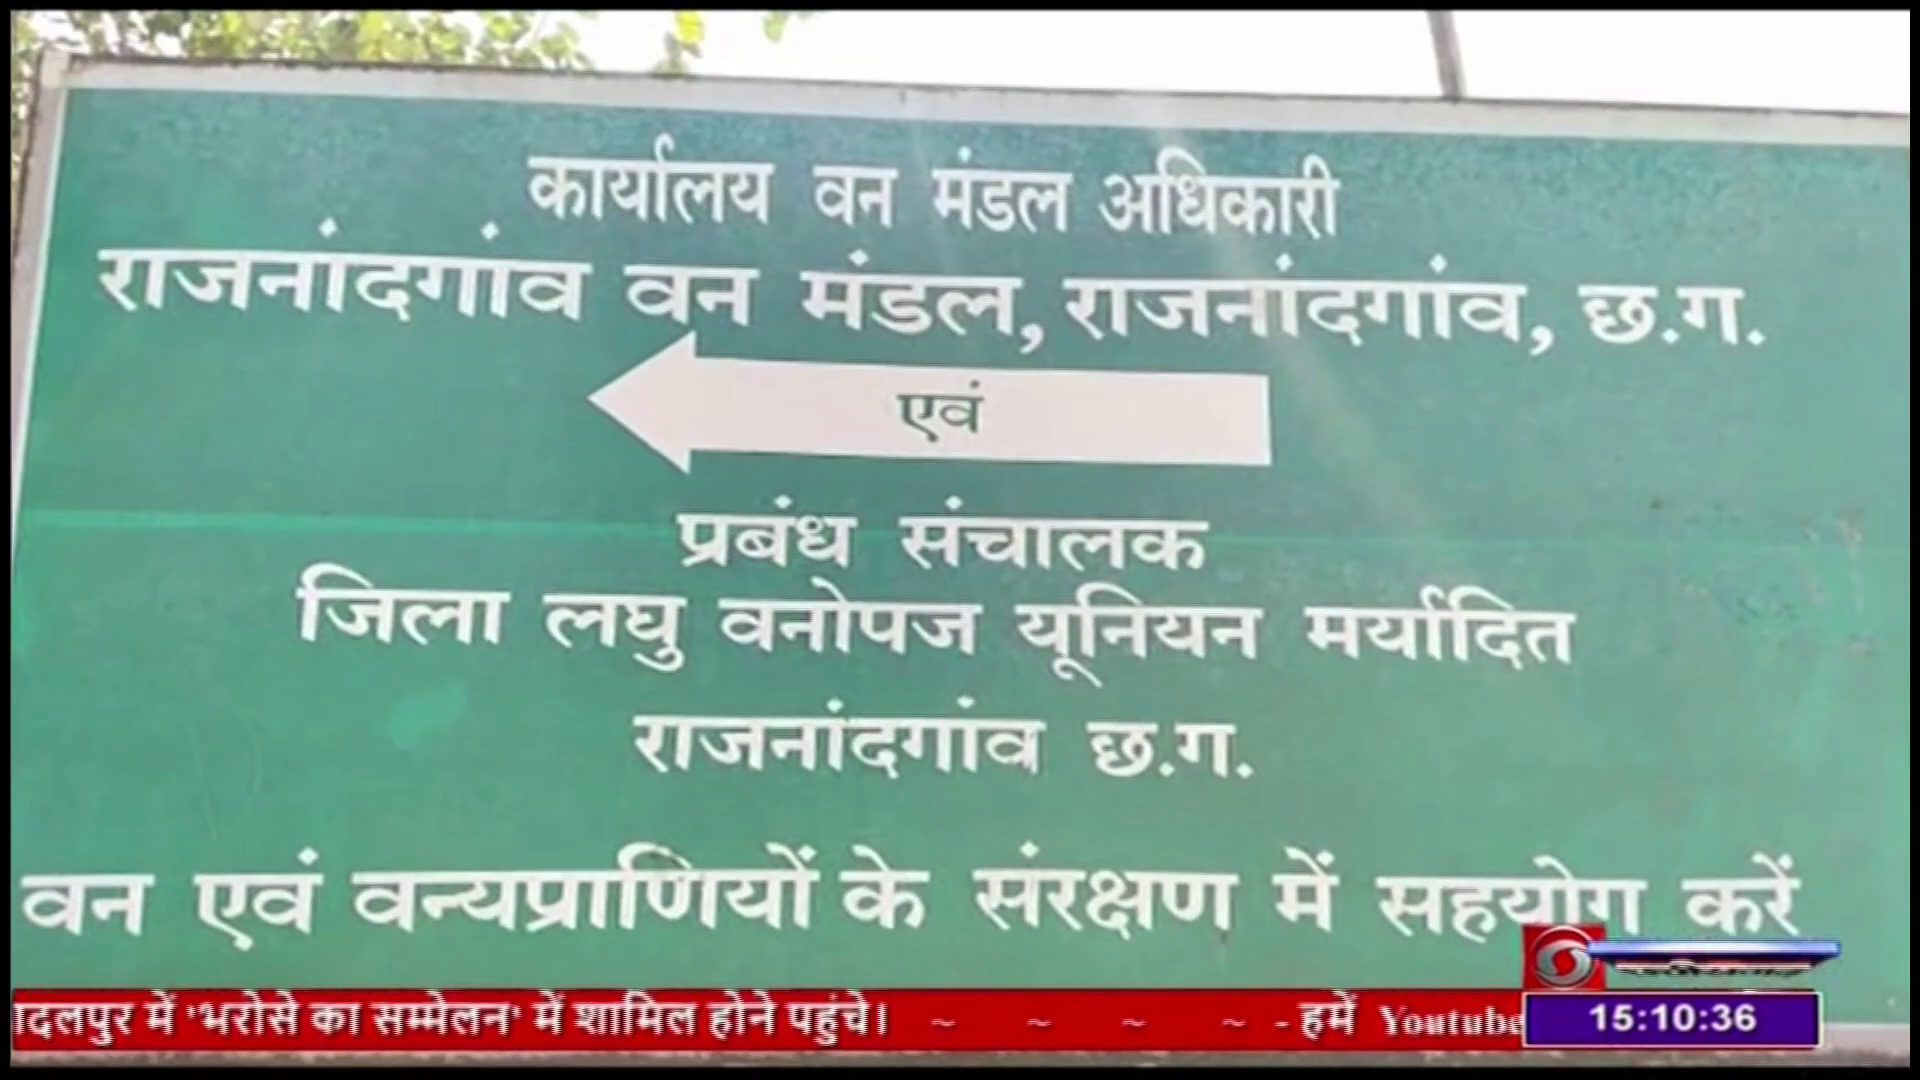 कार्यालय वन मंडल अधिकारी
राजनांदगांव वन मंडल, राजनांदगांव, छ.ग.
एवं
प्रबंध संचालक
जिला लघु वनोपज यूनियन मर्यादित
राजनांदगांव छ.ग.
वन एवं वन्यप्राणियों के संरक्षण में सहयोग करें
में 'भरोसे का सम्मेलन' में शामिल होने पहुंचे। ~ ~ ~ ~ - हमें Youtube
15:10:36